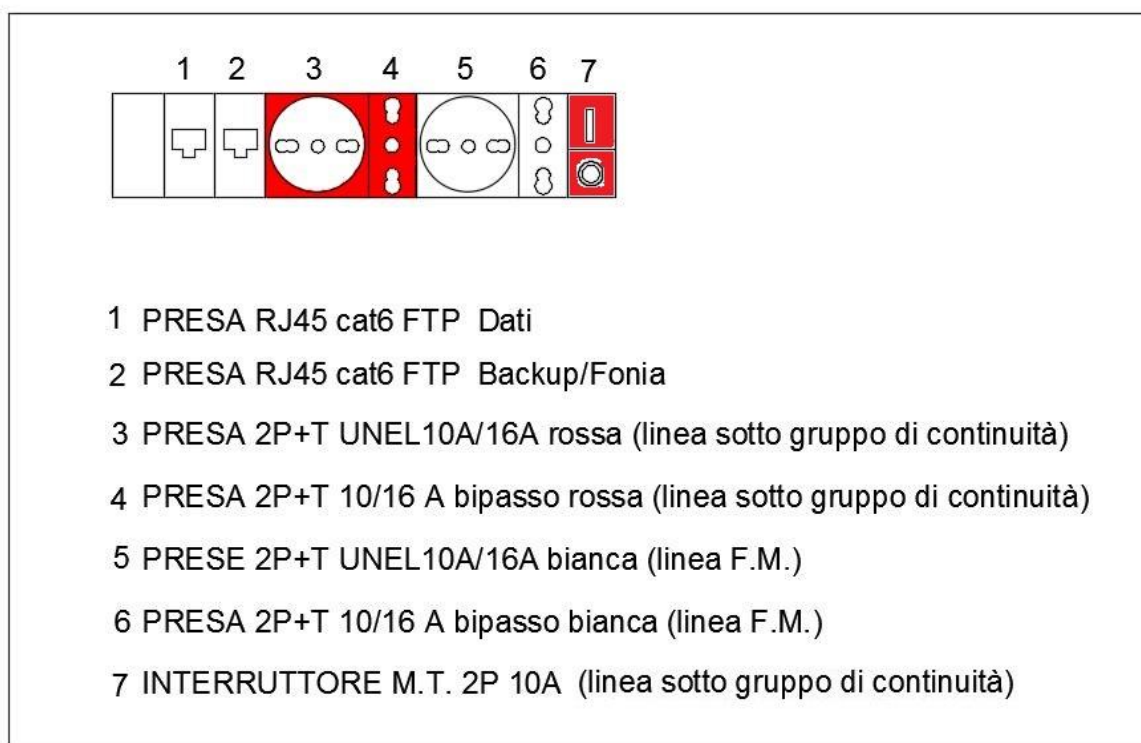 1 2 3 4 5 6 7
1 PRESA RJ45 cat6 FTP Dati
2 PRESA RJ45 cat6 FTP Backup/Fonia
3 PRESA 2P+T UNEL10A/16A rossa (linea sotto gruppo di continuità)
4 PRESA 2P+T 10/16 A bipasso rossa (linea sotto gruppo di continuità)
5 PRESE 2P+T UNEL10A/16A bianca (linea F.M.)
6 PRESA 2P+T 10/16 A bipasso bianca (linea F.M.)
7 INTERRUTTORE M.T. 2P 10A (linea sotto gruppo di continuità)